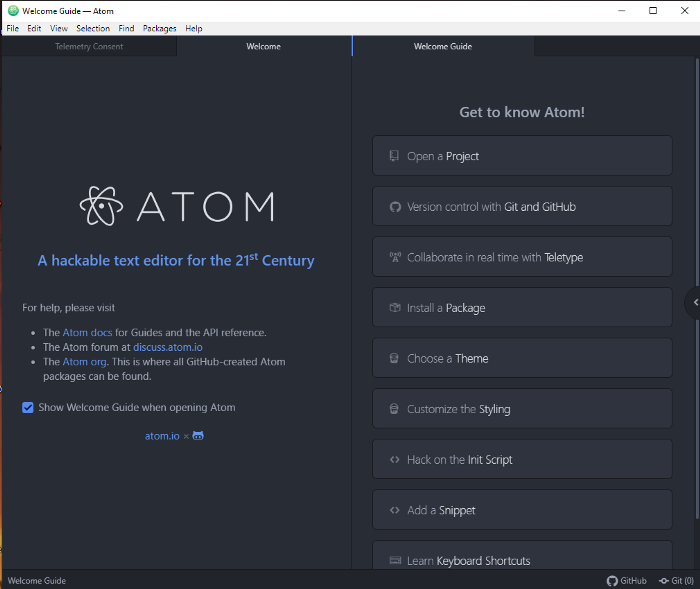 Welcome Guide — Atom
File Edit View Selection Find Packages Help
Telemetry Consent
Welcome
Welcome Guide
ATOM
A hackable text editor for the 21st Century
For help, please visit
The Atom docs for Guides and the API reference.
The Atom forum at discuss.atom.io
The Atom org. This is where all GitHub-created Atom
packages can be found.
Show Welcome Guide when opening Atom
atom.io ×
Get to know Atom!
Open a Project
Version control with Git and GitHub
Collaborate in real time with Teletype
Install a Package
Choose a Theme
Customize the Styling
Hack on the Init Script
Add a Snippet
Learn Keyboard Shortcuts
Welcome Guide
GitHub
Git (0)